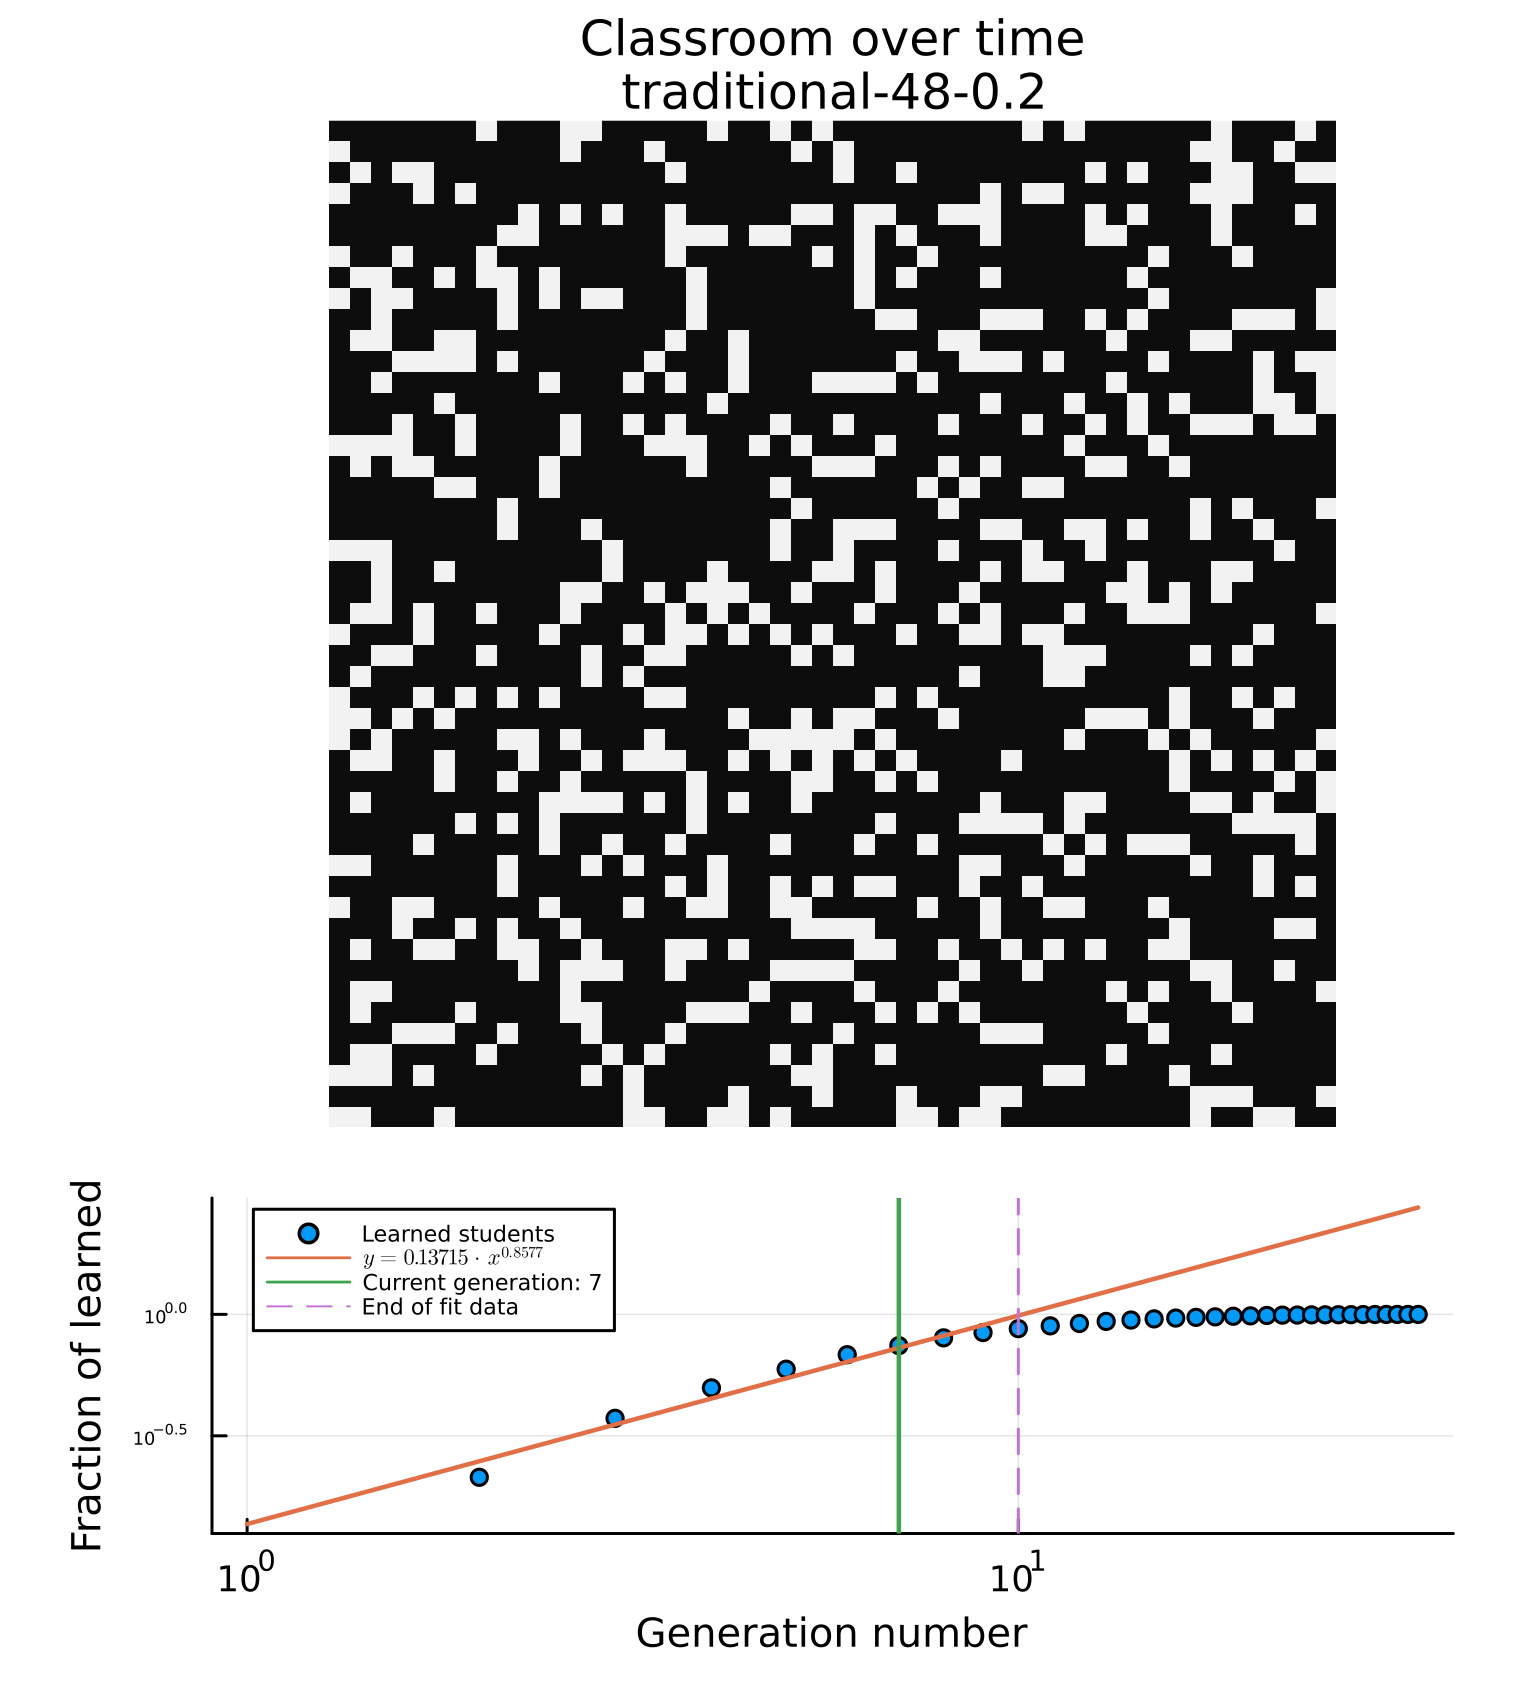 Classroom over time
traditional-48-0.2
Fraction of learned
Learned students
y = 0.13715 · x^0.8577
Current generation: 7
End of fit data
10^0.0
10^−0.5
10^0
10^1
Generation number